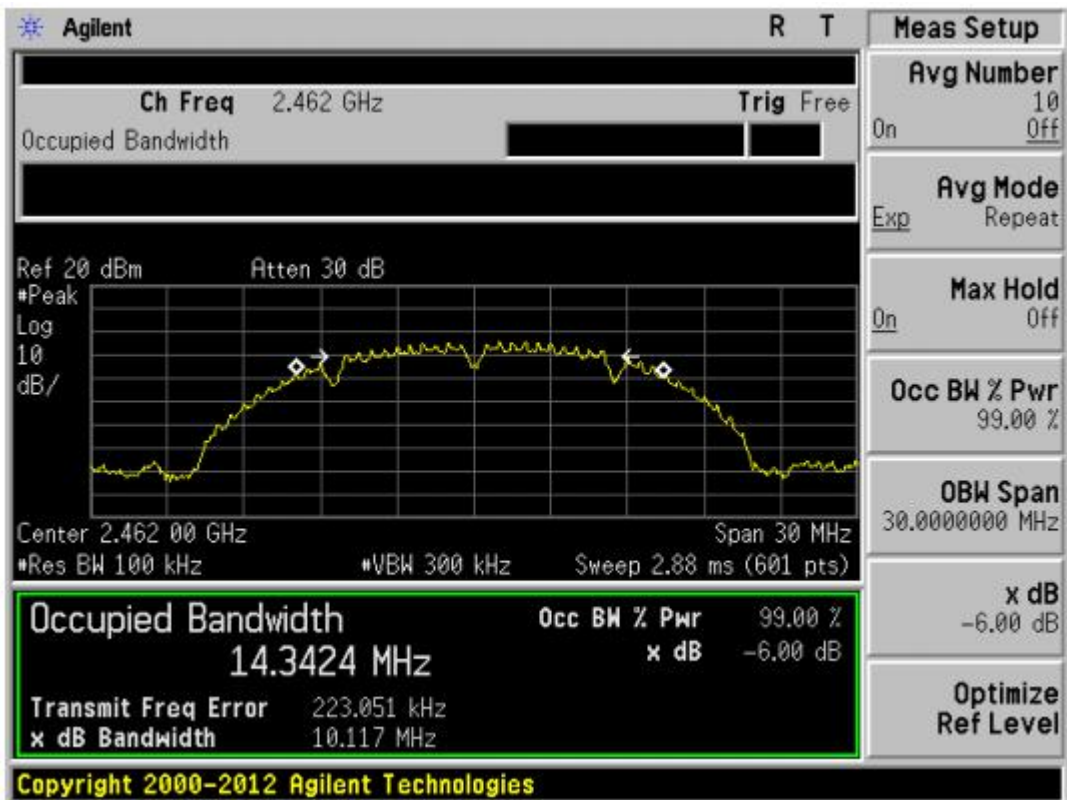 Agilent R T
Ch Freq 2.462 GHz Trig Free
Occupied Bandwidth
Ref 20 dBm Atten 30 dB
#Peak
Log
10
dB/
Center 2.462 00 GHz Span 30 MHz
#Res BW 100 kHz #VBW 300 kHz Sweep 2.88 ms (601 pts)
Occupied Bandwidth
14.3424 MHz
Occ BW % Pwr 99.00 %
x dB -6.00 dB
Transmit Freq Error 223.051 kHz
x dB Bandwidth 10.117 MHz
Copyright 2000-2012 Agilent Technologies
Meas Setup
Avg Number
10
On Off
Avg Mode
Exp Repeat
Max Hold
On Off
Occ BW % Pwr
99.00 %
OBW Span
30.0000000 MHz
x dB
-6.00 dB
Optimize
Ref Level